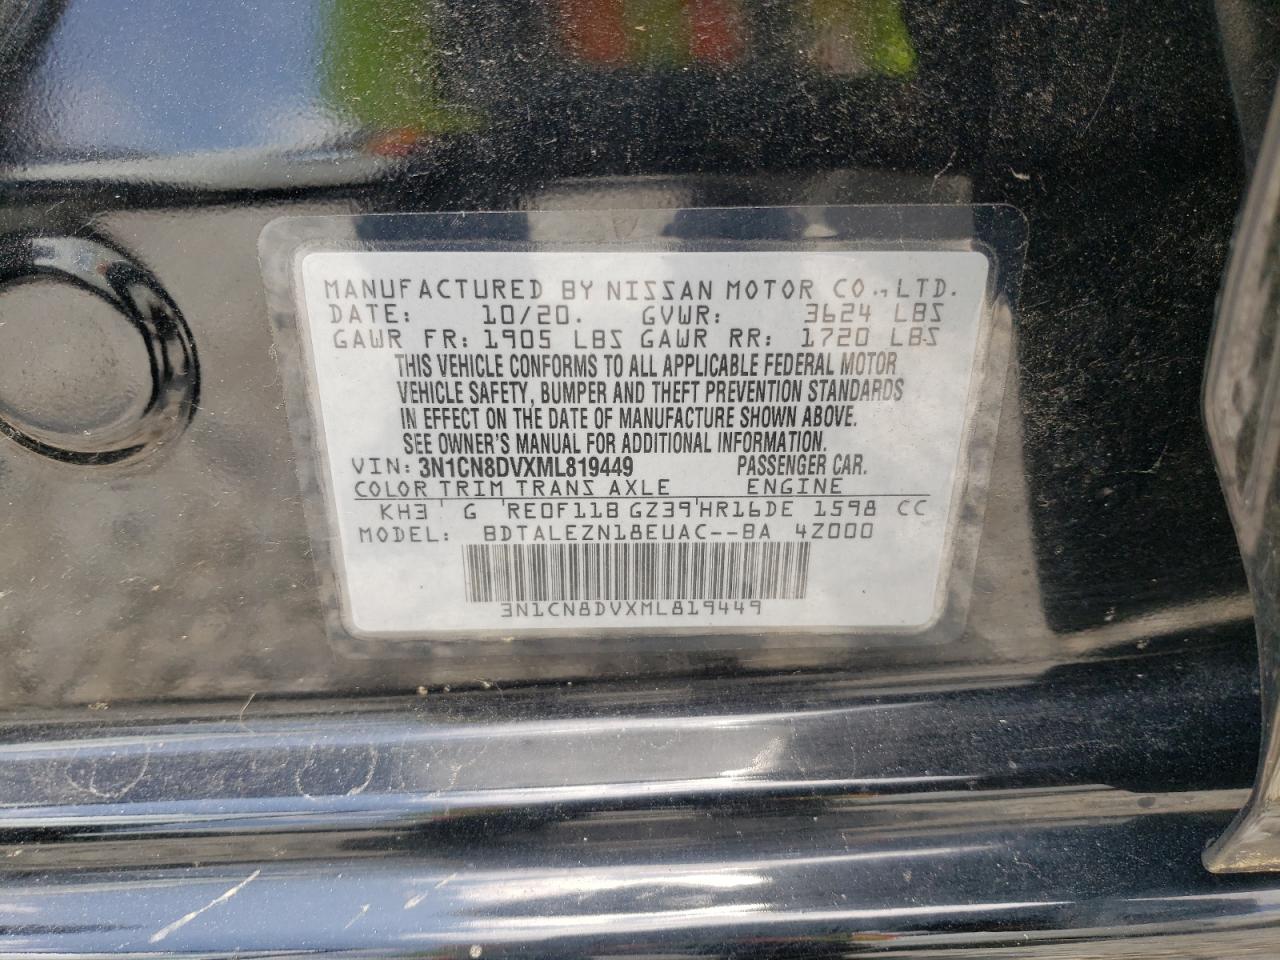 MANUFACTURED BY NISSAN MOTOR CO., LTD.
DATE: 10/20. GVWR: 3624 LBS
GAWR FR: 1905 LBS GAWR RR: 1720 LBS
THIS VEHICLE CONFORMS TO ALL APPLICABLE FEDERAL MOTOR
VEHICLE SAFETY, BUMPER AND THEFT PREVENTION STANDARDS
IN EFFECT ON THE DATE OF MANUFACTURE SHOWN ABOVE.
SEE OWNER'S MANUAL FOR ADDITIONAL INFORMATION.
VIN: 3N1CN8DVXML819449 PASSENGER CAR.
COLOR TRIM TRANS AXLE ENGINE
KH3 G RE0F11B GZ39 HR16DE 1598 CC
MODEL: BDTALEZN18EUAC--BA 4Z000
3N1CN8DVXML819449